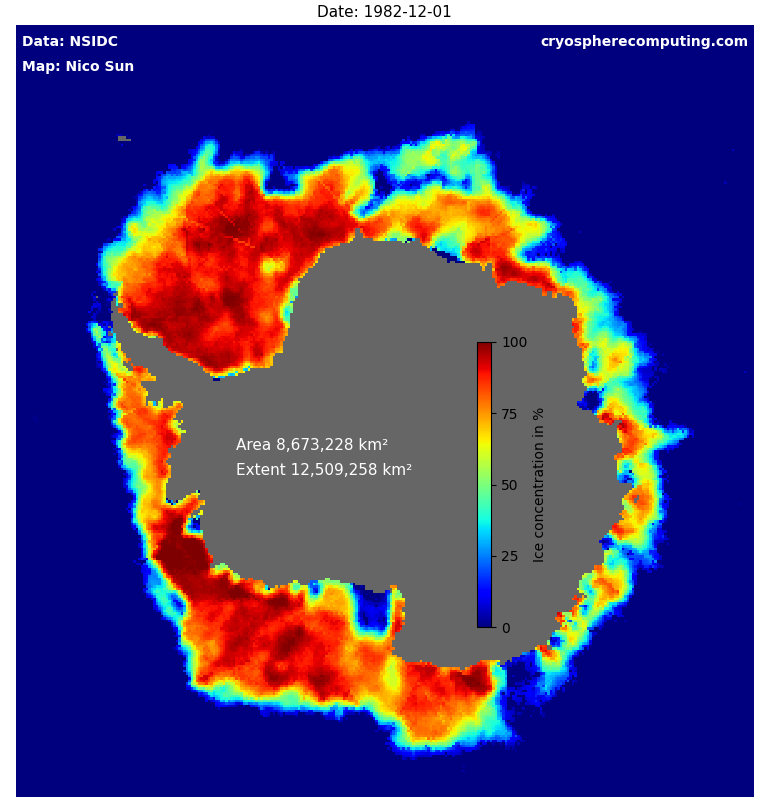 Date: 1982-12-01
Data: NSIDC
cryospherecomputing.com
Map: Nico Sun
100
75
50
25
0
Ice concentration in %
Area 8,673,228 km²
Extent 12,509,258 km²